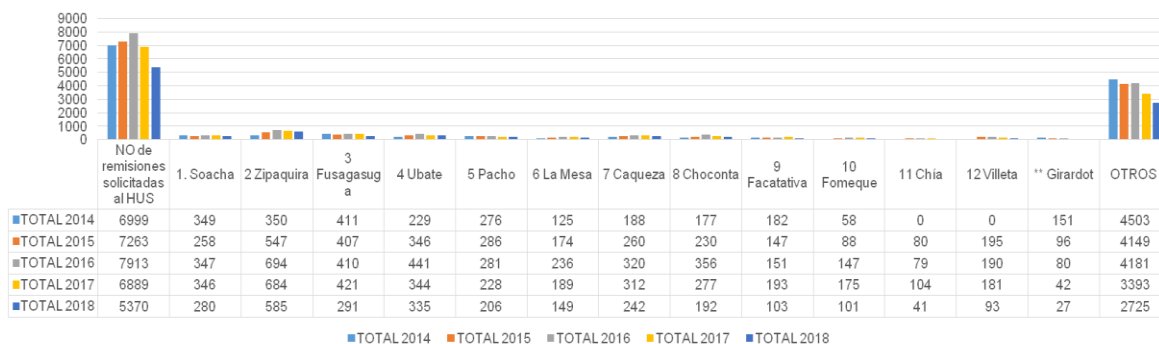 9000
8000
7000
6000
5000
4000
3000
2000
1000
0
NO de remisiones solicitadas al HUS 1. Soacha 2 Zipaquira 3 Fusagasuga 4 Ubate 5 Pacho 6 La Mesa 7 Caqueza 8 Choconta 9 Facatativa 10 Fomeque 11 Chia 12 Villeta ** Girardot OTROS
TOTAL 2014 6999 349 350 411 229 276 125 188 177 182 58 0 0 151 4503
TOTAL 2015 7263 258 547 407 346 286 174 260 230 147 88 80 195 96 4149
TOTAL 2016 7913 347 694 410 441 281 236 320 356 151 147 79 190 80 4181
TOTAL 2017 6889 346 684 421 344 228 189 312 277 193 175 104 181 42 3393
TOTAL 2018 5370 280 585 291 335 206 149 242 192 103 101 41 93 27 2725
TOTAL 2014 TOTAL 2015 TOTAL 2016 TOTAL 2017 TOTAL 2018